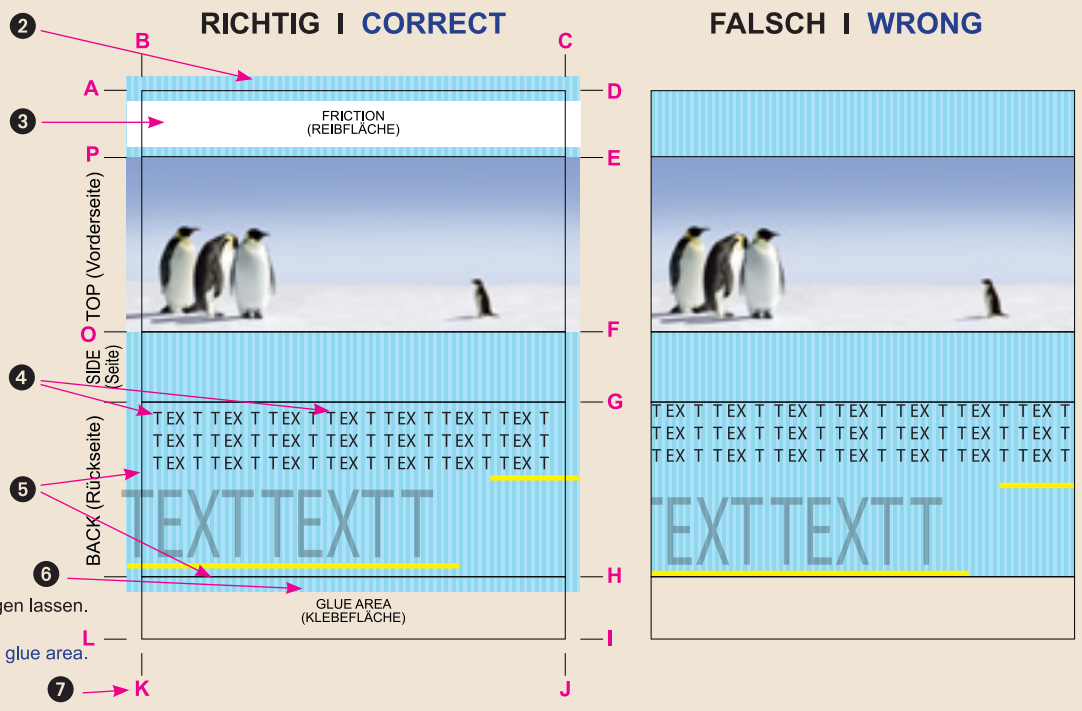 RICHTIG I CORRECT
FALSCH I WRONG
2
B
C
A
D
3
FRICTION
(REIBFLÄCHE)
P
E
TOP (Vorderseite)
O
F
SIDE
(Seite)
4
G
TEX T TEX T TEX T TEX T TEX T TEX T TEX T
TEX T TEX T TEX T TEX T TEX T TEX T TEX T
TEX T TEX T TEX T TEX T TEX T TEX T TEX T
TEX T TEX T TEX T TEX T TEX T TEX T TEX T
TEX T TEX T TEX T TEX T TEX T TEX T TEX T
TEX T TEX T TEX T TEX T TEX T TEX T TEX T
5
BACK (Rückseite)
TEXTTEXTT
EXTTEXTT
6
H
gen lassen.
GLUE AREA
(KLEBEFLÄCHE)
L
I
glue area.
7
K
J